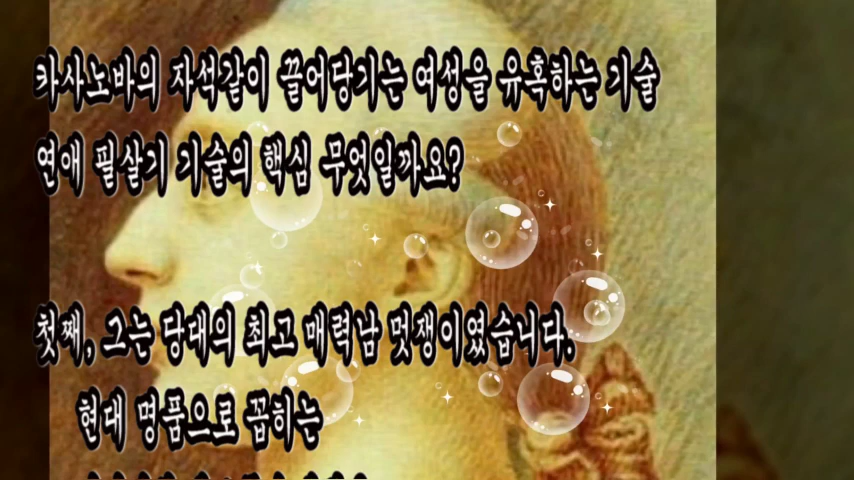 카사노바의 자석같이 끌어당기는 여성을 유혹하는 기술
연애 필살기 기술의 핵심 무엇일까요?
첫째, 그는 당대의 최고 매력남 멋쟁이였습니다.
현대 명품으로 꼽히는